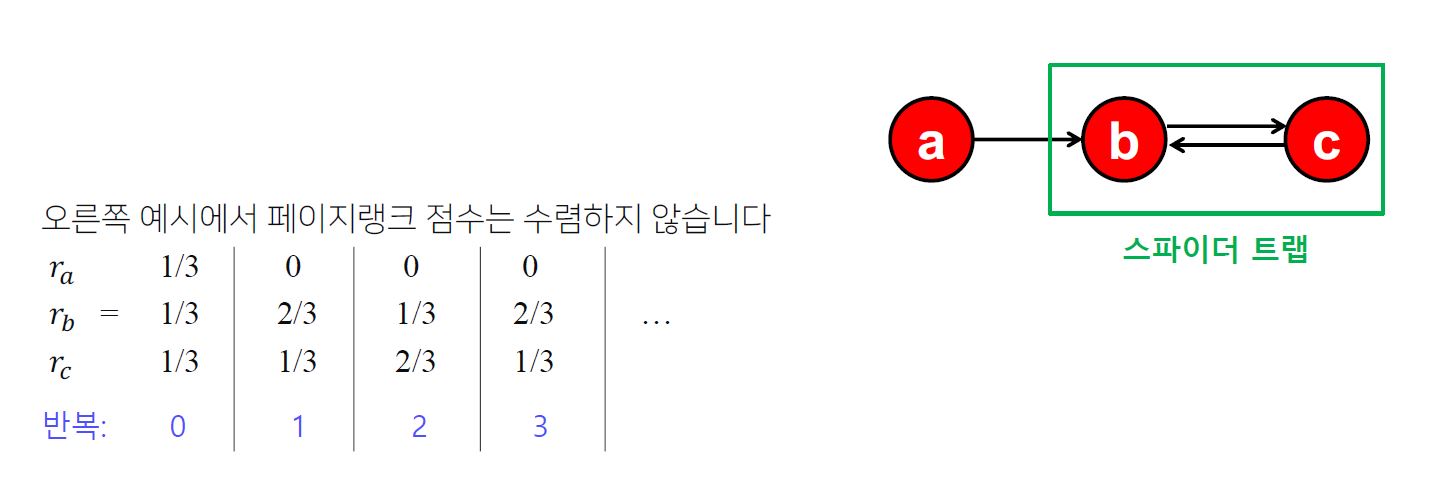 a b c
스파이더 트랩
오른쪽 예시에서 페이지랭크 점수는 수렴하지 않습니다
r_a 1/3 0 0 0
r_b = 1/3 2/3 1/3 2/3 …
r_c 1/3 1/3 2/3 1/3
반복: 0 1 2 3